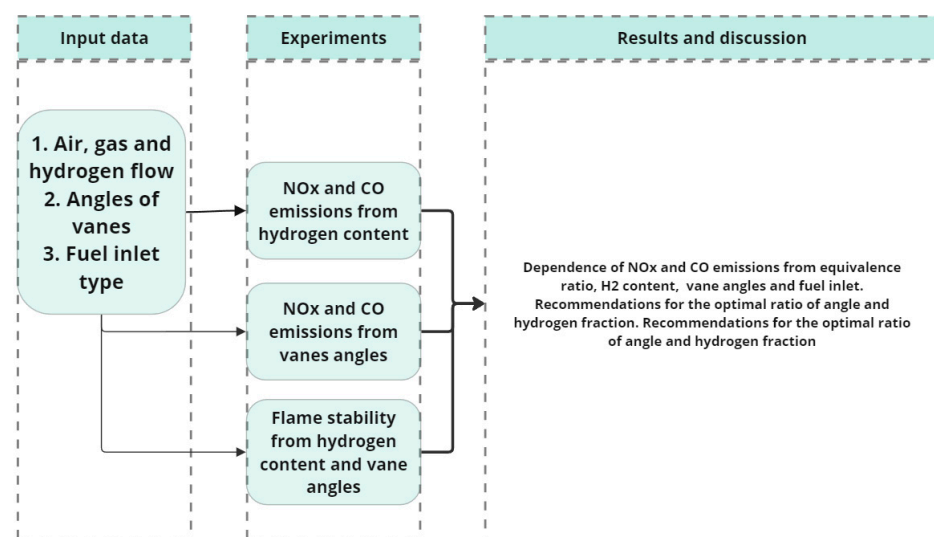 Input data
Experiments
Results and discussion
1. Air, gas and
hydrogen flow
2. Angles of
vanes
3. Fuel inlet
type
NOx and CO
emissions from
hydrogen content
NOx and CO
emissions from
vanes angles
Flame stability
from hydrogen
content and vane
angles
Dependence of NOx and CO emissions from equivalence
ratio, H2 content, vane angles and fuel inlet.
Recommendations for the optimal ratio of angle and
hydrogen fraction. Recommendations for the optimal ratio
of angle and hydrogen fraction